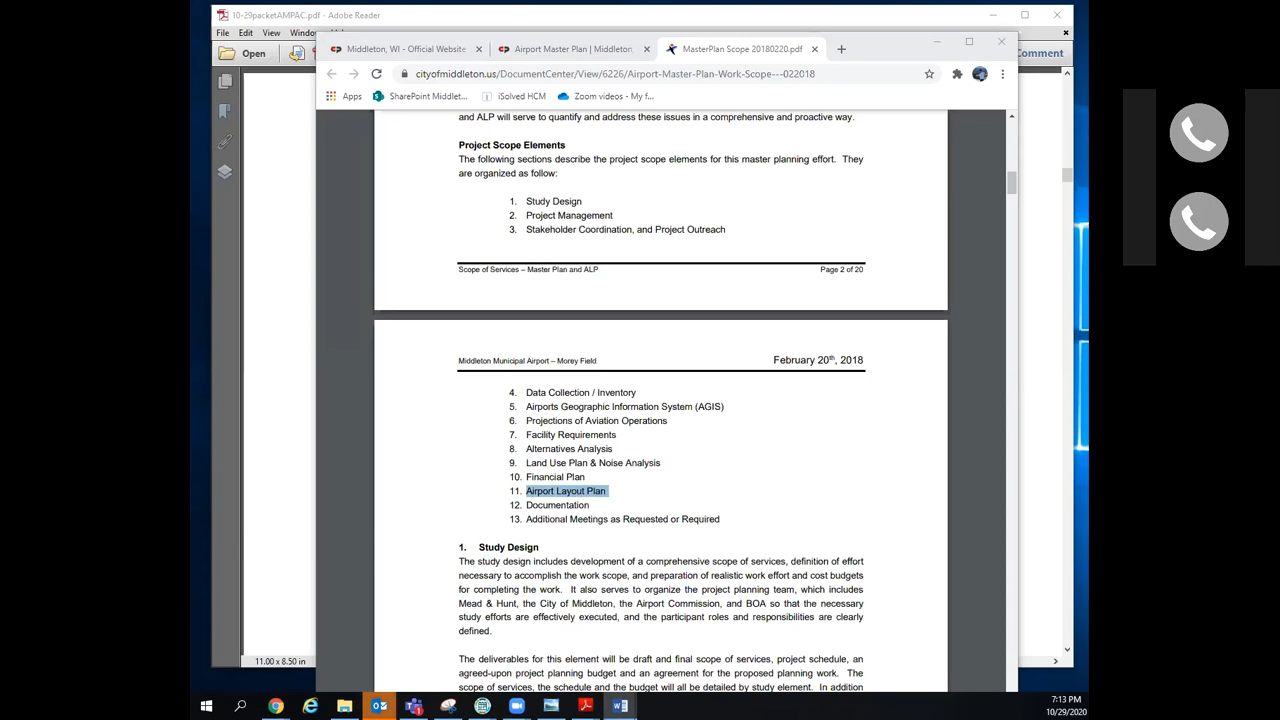 10-29packetAMPAC.pdf - Adobe Reader
File Edit View Window
Open
Comment
Middleton, WI - Official Website
Airport Master Plan | Middleton,
MasterPlan Scope 20180220.pdf
cityofmiddleton.us/DocumentCenter/View/6226/Airport-Master-Plan-Work-Scope---022018
Apps SharePoint Middlet... iSolved HCM Zoom videos - My f...
and ALP will serve to quantify and address these issues in a comprehensive and proactive way.
Project Scope Elements
The following sections describe the project scope elements for this master planning effort. They
are organized as follow:
1. Study Design
2. Project Management
3. Stakeholder Coordination, and Project Outreach
Scope of Services – Master Plan and ALP Page 2 of 20
Middleton Municipal Airport – Morey Field February 20th, 2018
4. Data Collection / Inventory
5. Airports Geographic Information System (AGIS)
6. Projections of Aviation Operations
7. Facility Requirements
8. Alternatives Analysis
9. Land Use Plan & Noise Analysis
10. Financial Plan
11. Airport Layout Plan
12. Documentation
13. Additional Meetings as Requested or Required
1. Study Design
The study design includes development of a comprehensive scope of services, definition of effort
necessary to accomplish the work scope, and preparation of realistic work effort and cost budgets
for completing the work. It also serves to organize the project planning team, which includes
Mead & Hunt, the City of Middleton, the Airport Commission, and BOA so that the necessary
study efforts are effectively executed, and the participant roles and responsibilities are clearly
defined.
The deliverables for this element will be draft and final scope of services, project schedule, an
agreed-upon project planning budget and an agreement for the proposed planning work. The
scope of services, the schedule and the budget will all be detailed by study element. In addition
11.00 x 8.50 in
7:13 PM
10/29/2020